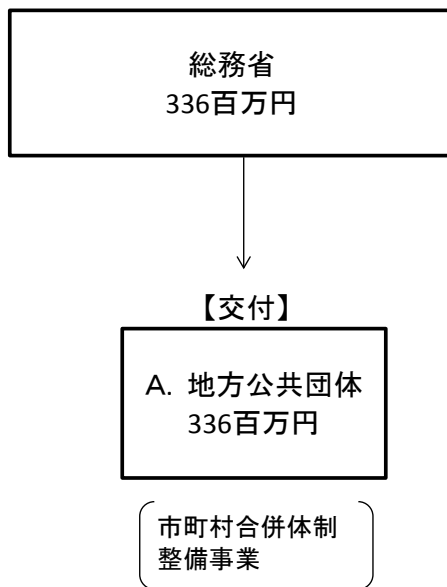 総務省
336百万円
【交付】
A. 地方公共団体
336百万円
市町村合併体制
整備事業